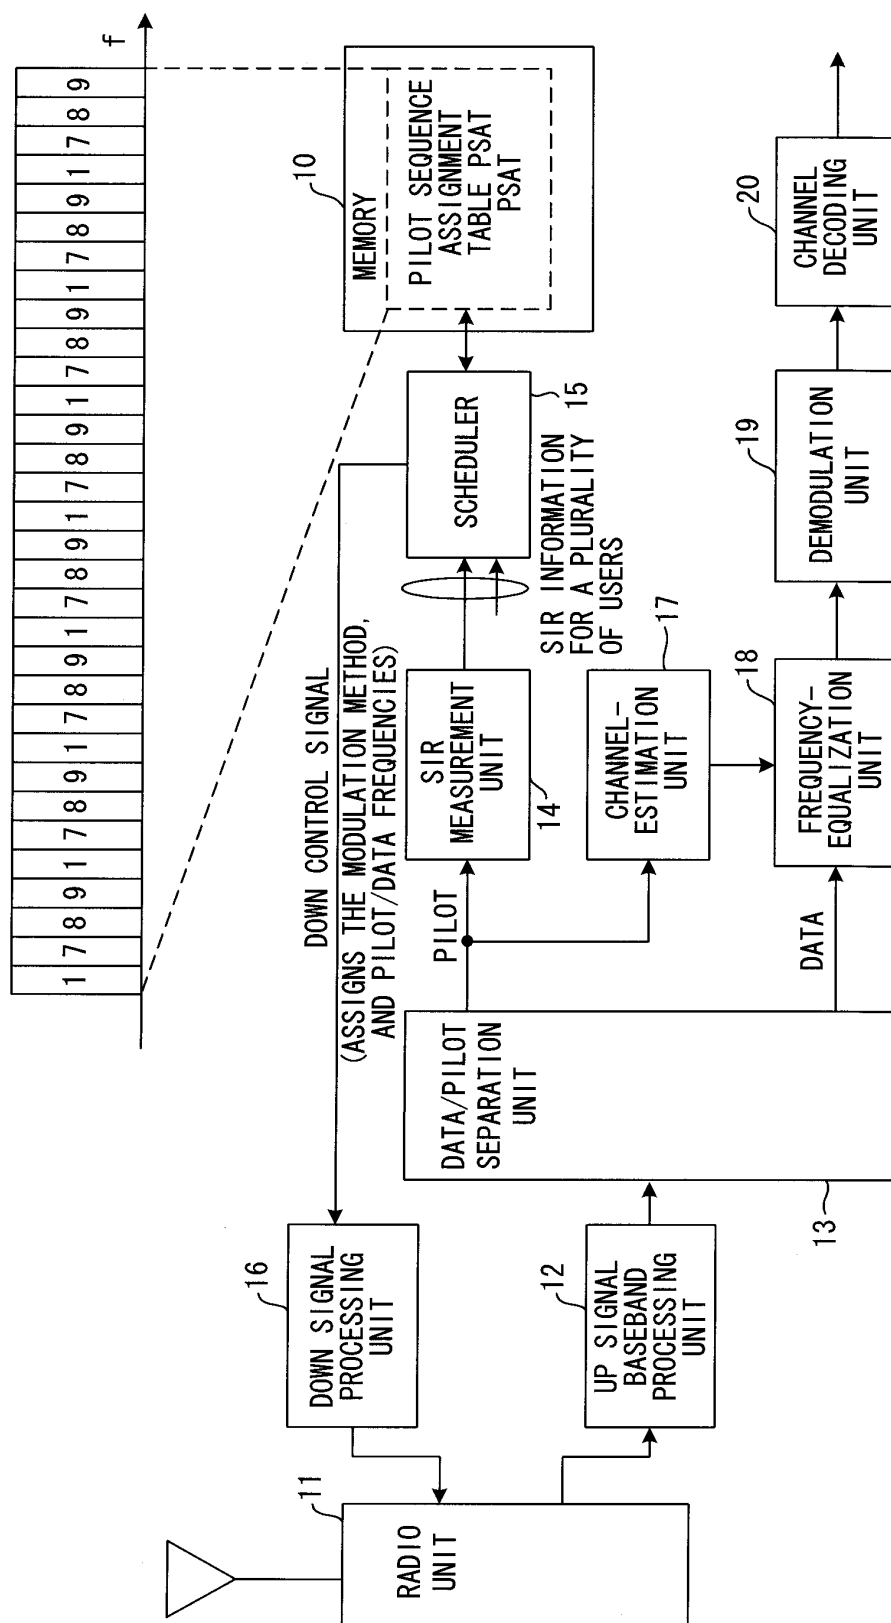 1 7 8 9 1 7 8 9 1 7 8 9 1 7 8 9 1 7 8 9 1 7 8 9 1 7 8 9 1 7 8 9
f
10
MEMORY
PILOT SEQUENCE
ASSIGNMENT
TABLE PSAT
PSAT
DOWN CONTROL SIGNAL
(ASSIGNS THE MODULATION METHOD,
AND PILOT/DATA FREQUENCIES)
SCHEDULER
15
SIR INFORMATION
FOR A PLURALITY
OF USERS
SIR
MEASUREMENT
UNIT
14
PILOT
16
DOWN SIGNAL
PROCESSING
UNIT
11
RADIO
UNIT
12
UP SIGNAL
BASEBAND
PROCESSING
UNIT
DATA/PILOT
SEPARATION
UNIT
13
17
CHANNEL-
ESTIMATION
UNIT
DATA
18
FREQUENCY-
EQUALIZATION
UNIT
19
DEMODULATION
UNIT
20
CHANNEL
DECODING
UNIT